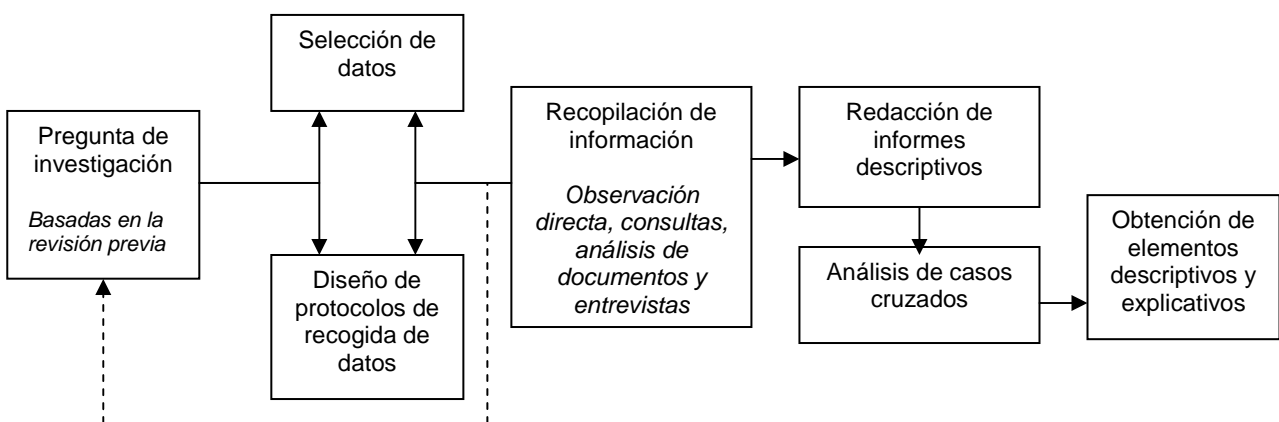 Pregunta de
investigación
Basadas en la
revisión previa
Selección de
datos
Diseño de
protocolos de
recogida de
datos
Recopilación de
información
Observación
directa, consultas,
análisis de
documentos y
entrevistas
Redacción de
informes
descriptivos
Análisis de casos
cruzados
Obtención de
elementos
descriptivos y
explicativos